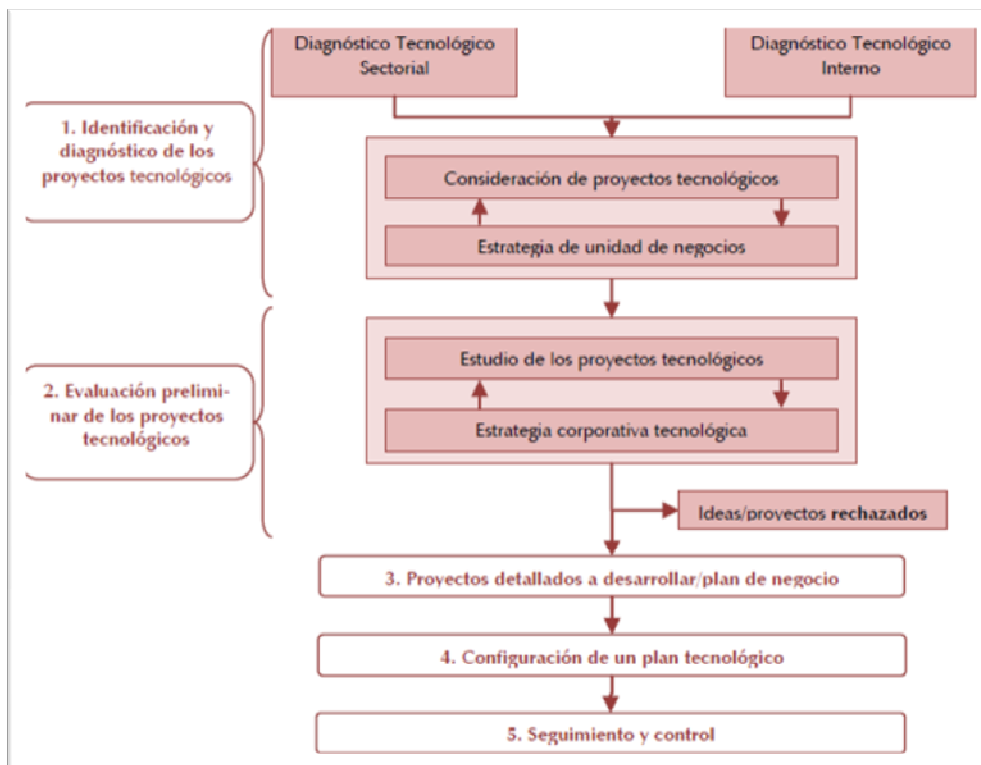 Diagnóstico Tecnológico
Sectorial
Diagnóstico Tecnológico
Interno
1. Identificación y
diagnóstico de los
proyectos tecnológicos
Consideración de proyectos tecnológicos
Estrategia de unidad de negocios
2. Evaluación prelimi-
nar de los proyectos
tecnológicos
Estudio de los proyectos tecnológicos
Estrategia corporativa tecnológica
Ideas/proyectos rechazados
3. Proyectos detallados a desarrollar/plan de negocio
4. Configuración de un plan tecnológico
5. Seguimiento y control